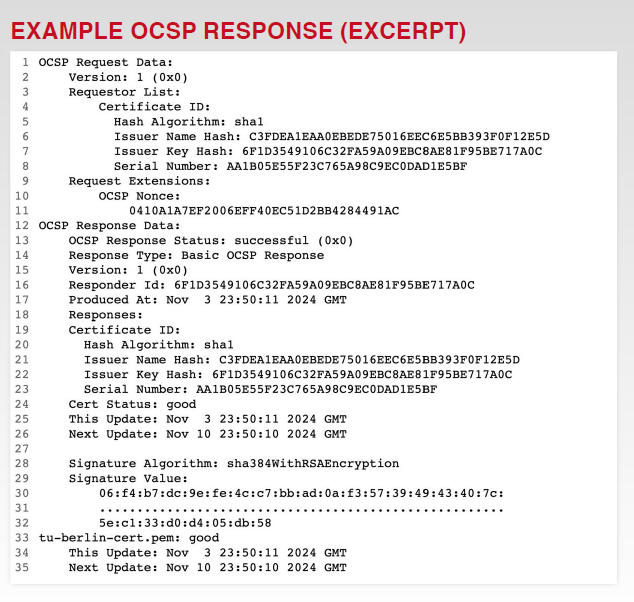 EXAMPLE OCSP RESPONSE (EXCERPT)
1 OCSP Request Data:
2     Version: 1 (0x0)
3     Requestor List:
4         Certificate ID:
5           Hash Algorithm: sha1
6           Issuer Name Hash: C3FDEA1EAA0EBEDE75016EEC6E5BB393F0F12E5D
7           Issuer Key Hash: 6F1D3549106C32FA59A09EBC8AE81F95BE717A0C
8           Serial Number: AA1B05E55F23C765A98C9EC0DAD1E5BF
9     Request Extensions:
10         OCSP Nonce:
11             0410A1A7EF2006EFF40EC51D2BB4284491AC
12 OCSP Response Data:
13     OCSP Response Status: successful (0x0)
14     Response Type: Basic OCSP Response
15     Version: 1 (0x0)
16     Responder Id: 6F1D3549106C32FA59A09EBC8AE81F95BE717A0C
17     Produced At: Nov  3 23:50:11 2024 GMT
18     Responses:
19     Certificate ID:
20       Hash Algorithm: sha1
21       Issuer Name Hash: C3FDEA1EAA0EBEDE75016EEC6E5BB393F0F12E5D
22       Issuer Key Hash: 6F1D3549106C32FA59A09EBC8AE81F95BE717A0C
23       Serial Number: AA1B05E55F23C765A98C9EC0DAD1E5BF
24     Cert Status: good
25     This Update: Nov  3 23:50:11 2024 GMT
26     Next Update: Nov 10 23:50:10 2024 GMT
27
28     Signature Algorithm: sha384WithRSAEncryption
29     Signature Value:
30         06:f4:b7:dc:9e:fe:4c:c7:bb:ad:0a:f3:57:39:49:43:40:7c:
31         ......................................................
32         5e:c1:33:d0:d4:05:db:58
33 tu-berlin-cert.pem: good
34     This Update: Nov  3 23:50:11 2024 GMT
35     Next Update: Nov 10 23:50:10 2024 GMT